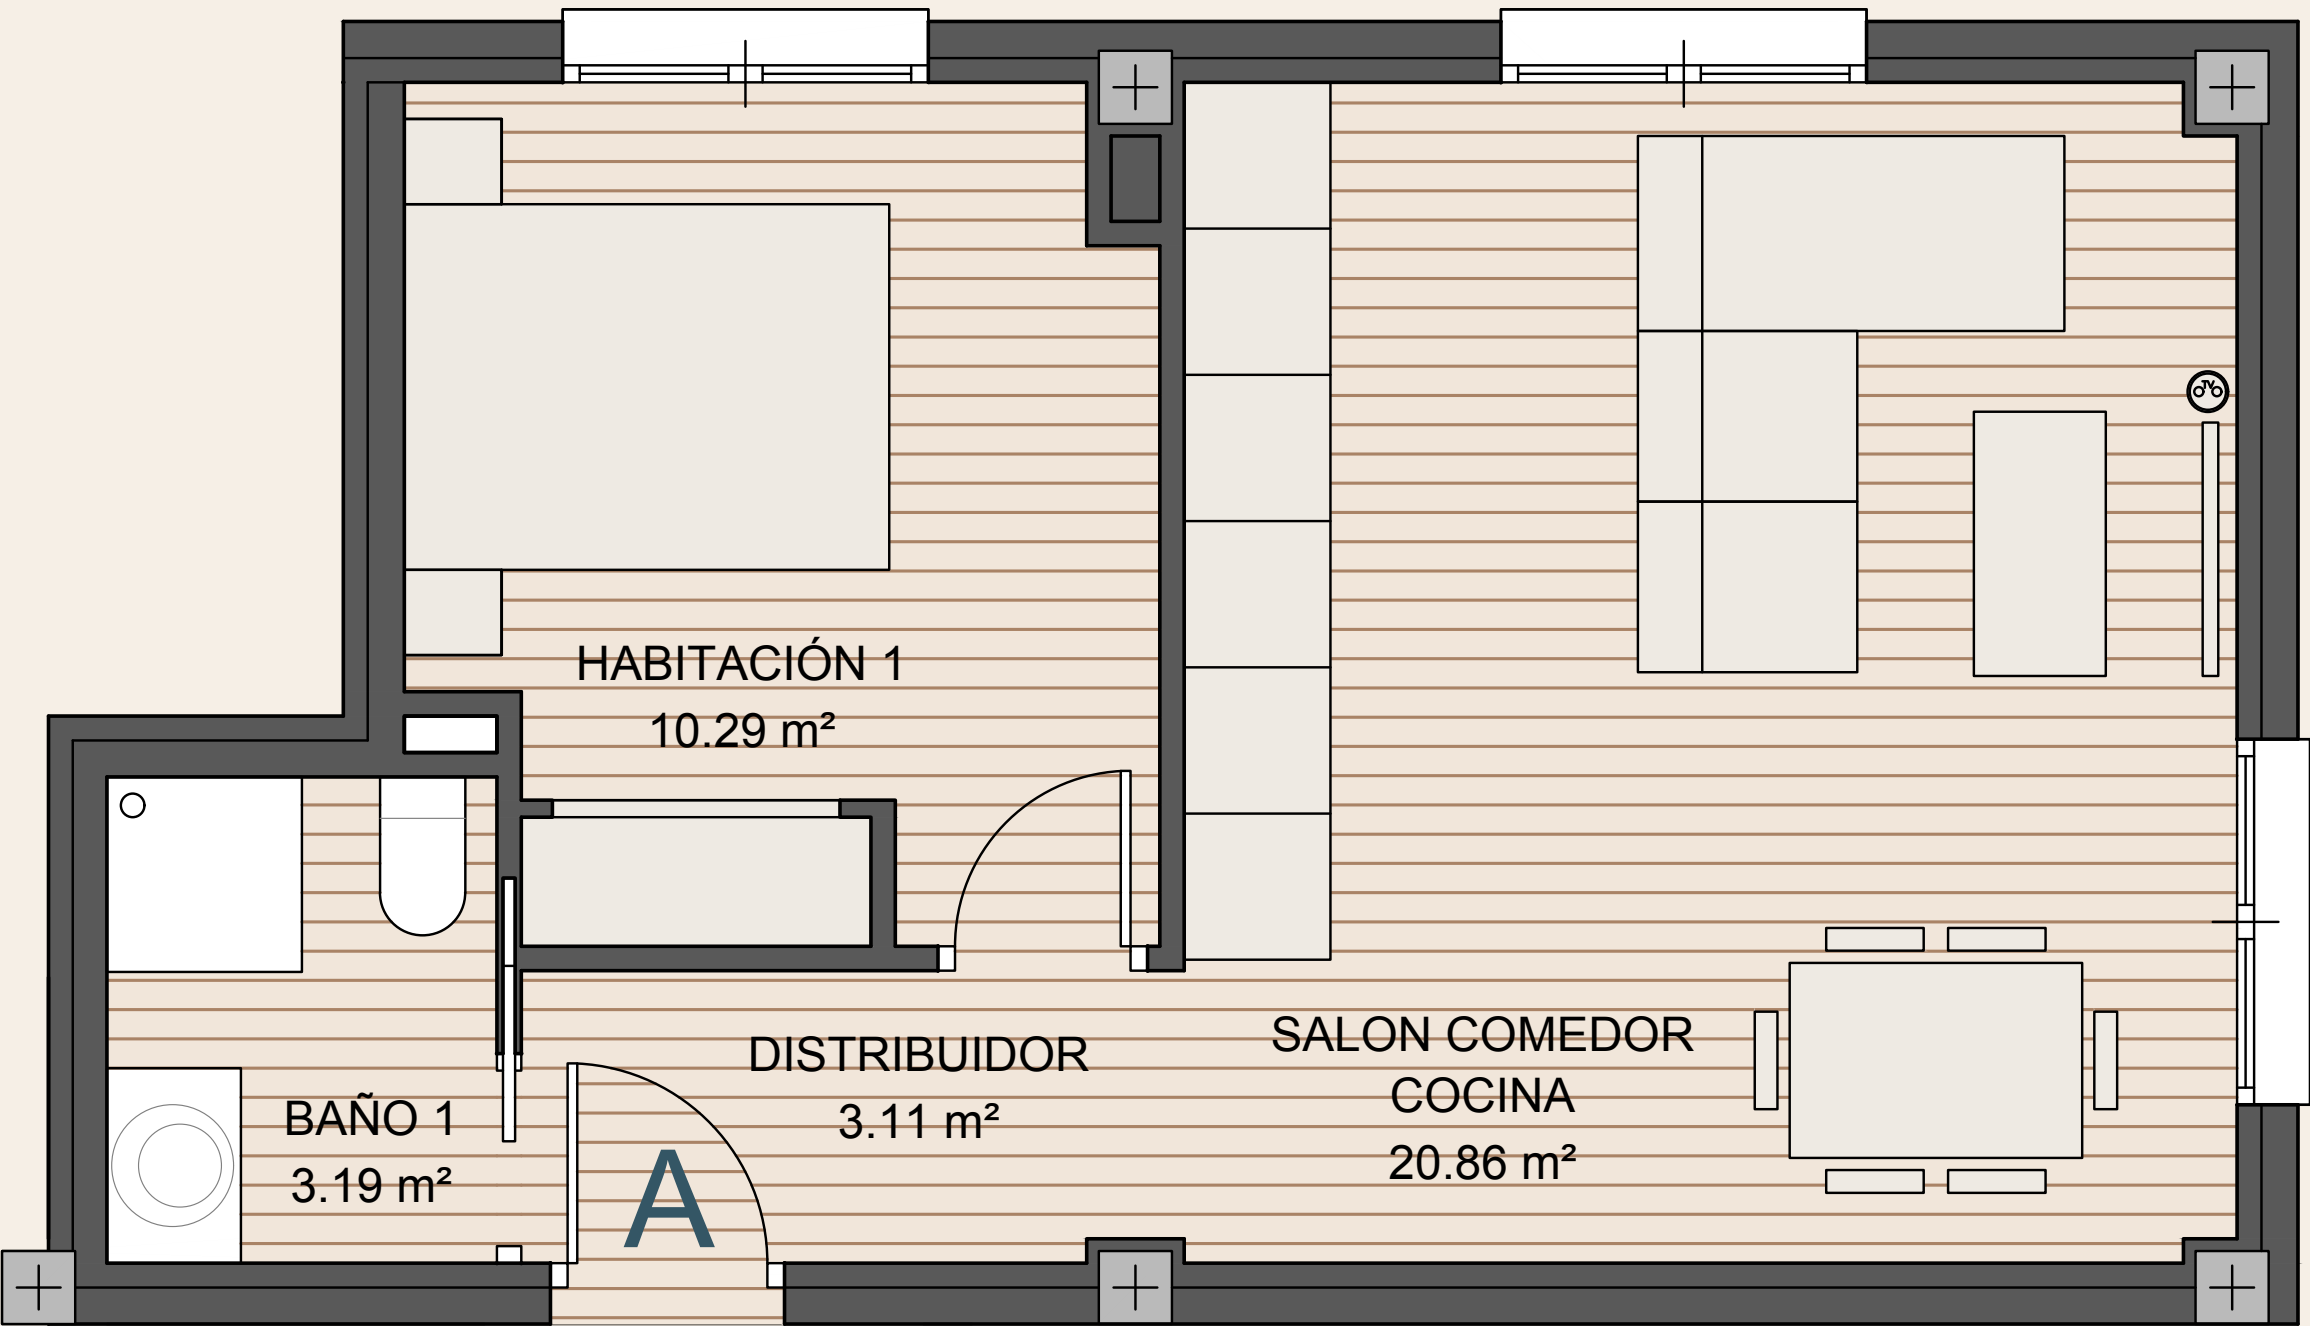 TV
HABITACIÓN 1
10.29 m²
DISTRIBUIDOR
3.11 m²
SALON COMEDOR
COCINA
20.86 m²
BAÑO 1
3.19 m²
A